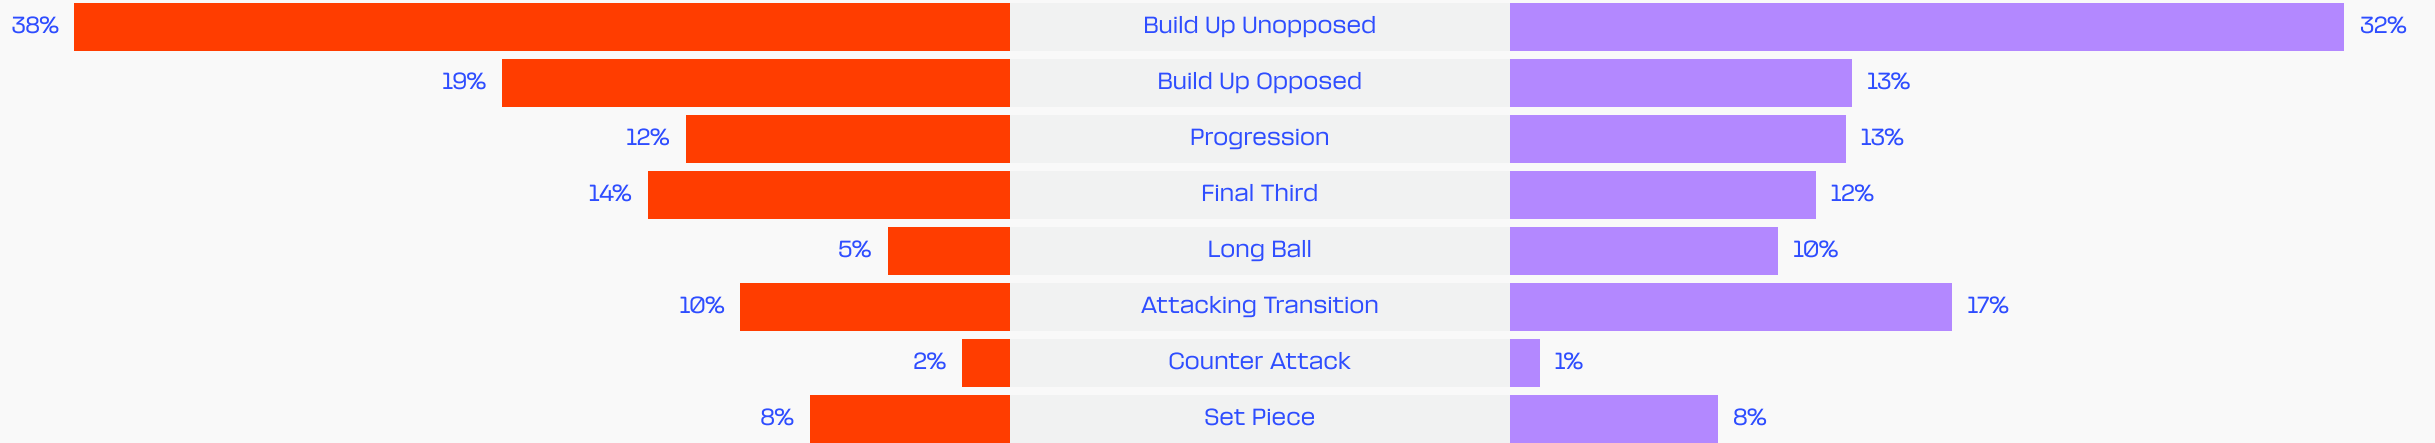 38% Build Up Unopposed 32%
19% Build Up Opposed 13%
12% Progression 13%
14% Final Third 12%
5% Long Ball 10%
10% Attacking Transition 17%
2% Counter Attack 1%
8% Set Piece 8%